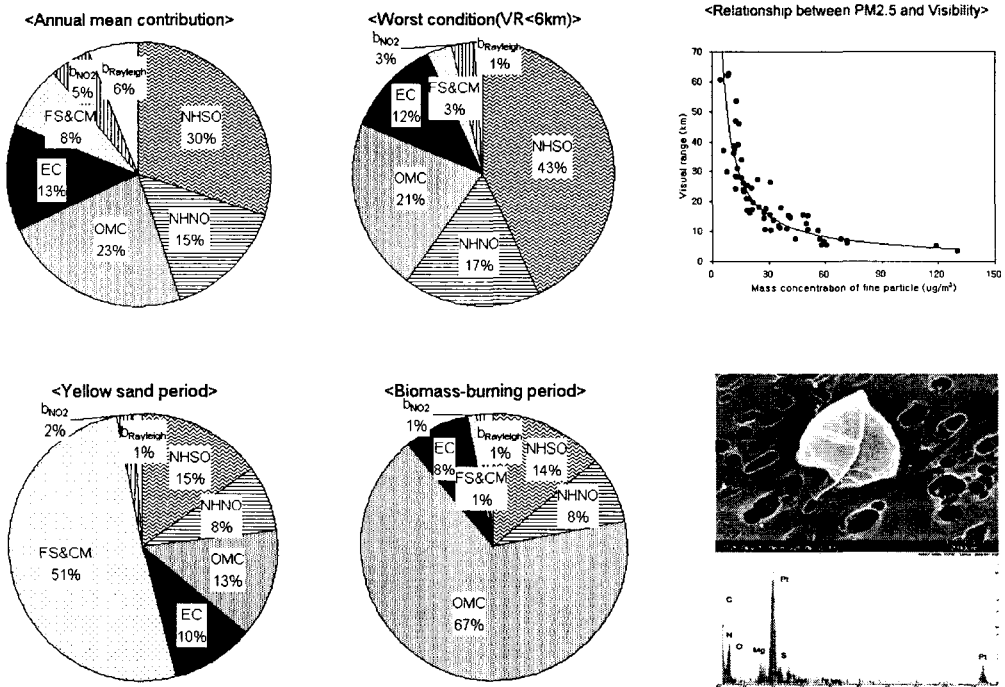 <Annual mean contribution>
bNO2
5%
bRayleigh
6%
FS&CM
8%
NHSO
30%
EC
13%
NHNO
15%
OMC
23%
<Worst condition(VR<6km)>
bNO2
3%
bRayleigh
1%
EC
12%
FS&CM
3%
NHSO
43%
OMC
21%
NHNO
17%
<Relationship between PM2.5 and Visibility>
70
60
50
40
30
20
10
0
Visual range (km)
0 30 60 90 120 150
Mass concentration of fine particle (ug/m³)
<Yellow sand period>
bNO2
2%
bRayleigh
1%
NHSO
15%
NHNO
8%
FS&CM
51%
OMC
13%
EC
10%
<Biomass-burning period>
bNO2
1%
bRayleigh
1%
EC
8%
FS&CM
1%
NHSO
14%
NHNO
8%
OMC
67%
Pt
C
N
O
Mg
S
Pt